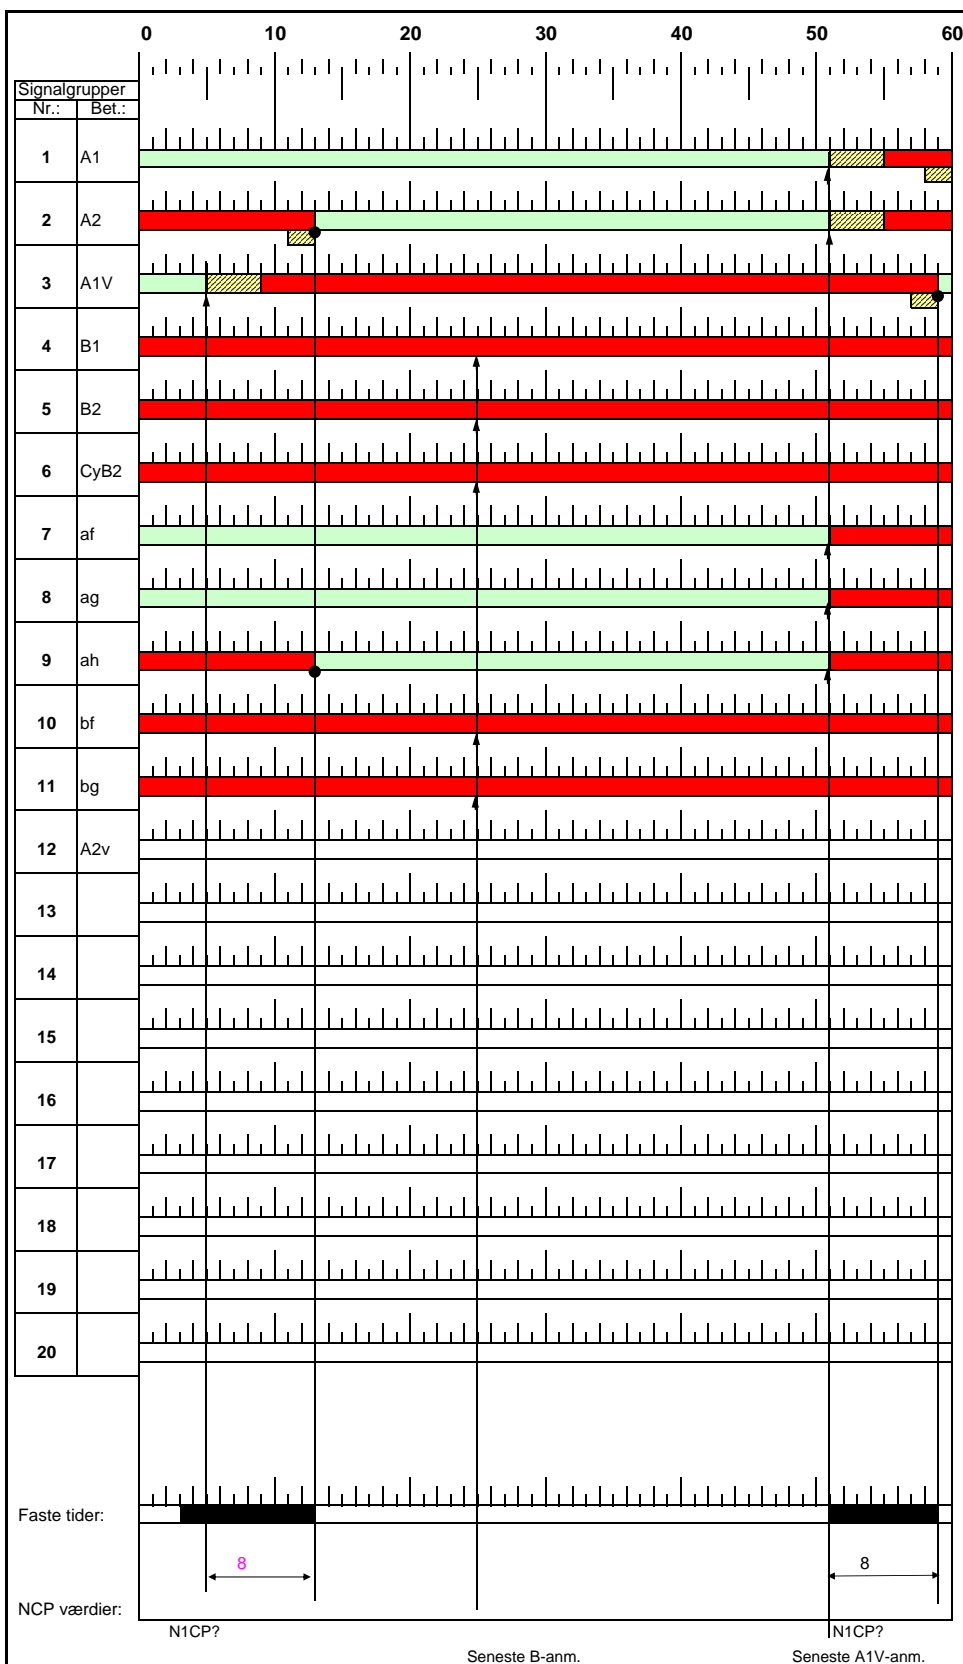 0 10 20 30 40 50 60
Signalgrupper
Nr.: Bet.:
1 A1
2 A2
3 A1V
4 B1
5 B2
6 CyB2
7 af
8 ag
9 ah
10 bf
11 bg
12 A2v
13
14
15
16
17
18
19
20
Faste tider:
8 8
NCP værdier:
N1CP? N1CP?
Seneste B-anm. Seneste A1V-anm.